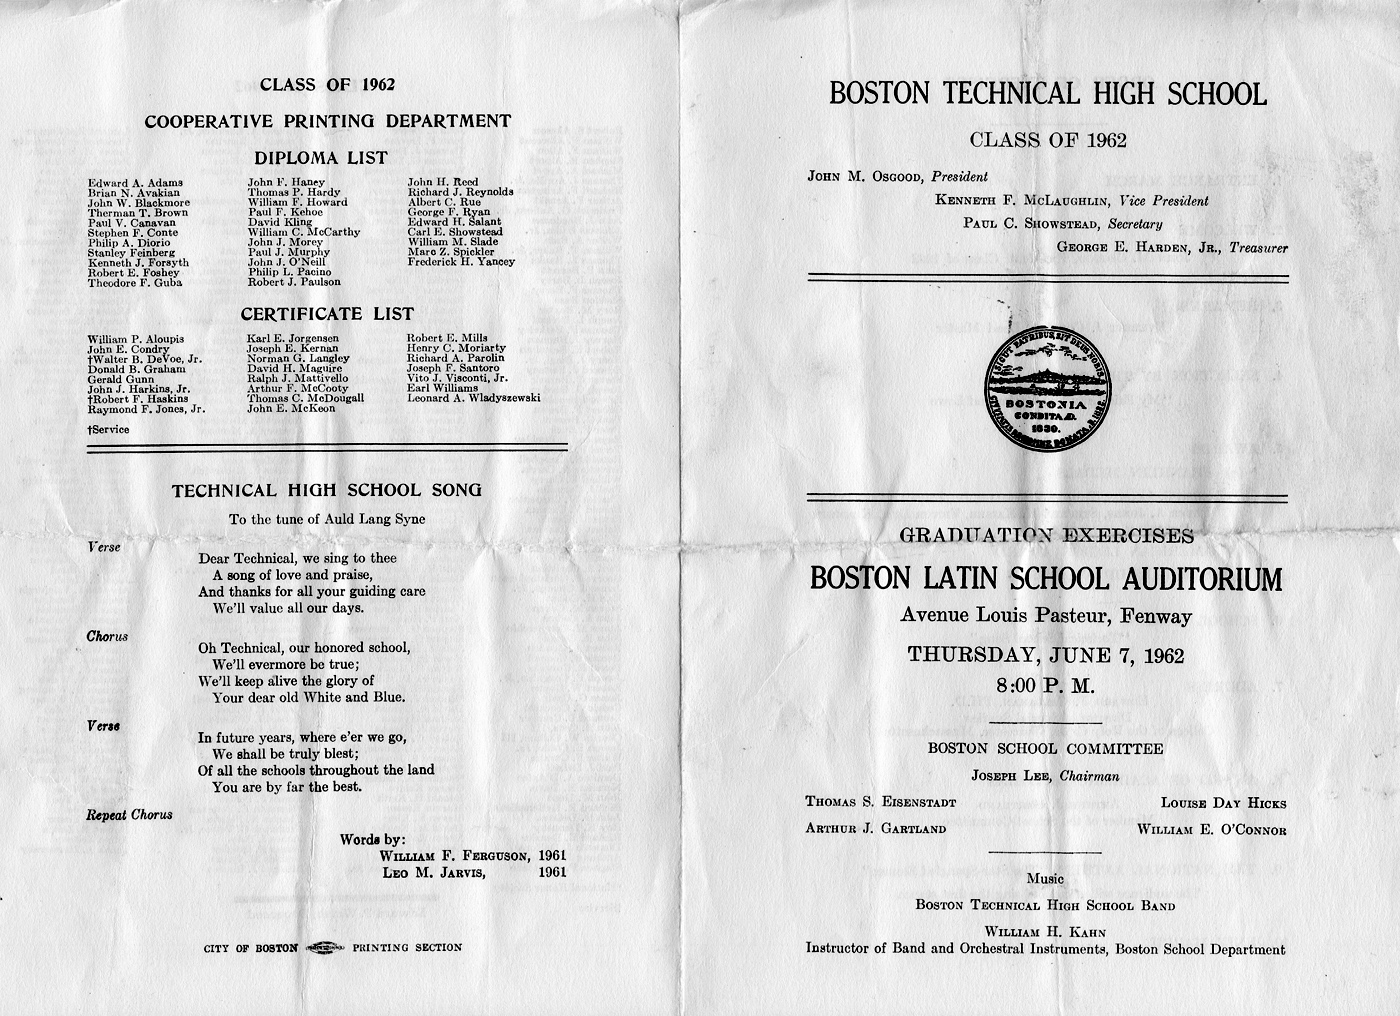 CLASS OF 1962
COOPERATIVE PRINTING DEPARTMENT
DIPLOMA LIST
Edward A. Adams
Brian N. Avakian
John W. Blackmore
Therman T. Brown
Paul V. Canavan
Stephen F. Conte
Philip A. Diorio
Stanley Feinberg
Kenneth J. Forsyth
Robert E. Foshey
Theodore F. Guba
John F. Haney
Thomas P. Hardy
William F. Howard
Paul F. Kehoe
David Kling
William C. McCarthy
John J. Morey
Paul J. Murphy
John J. O'Neill
Philip L. Pacino
Robert J. Paulson
John H. Reed
Richard J. Reynolds
Albert C. Rue
George F. Ryan
Edward H. Salant
Carl E. Showstead
William M. Slade
Marc Z. Spickler
Frederick H. Yancey
CERTIFICATE LIST
William P. Aloupis
John E. Condry
†Walter B. DeVoe, Jr.
Donald B. Graham
Gerald Gunn
John J. Harkins, Jr.
†Robert F. Haskins
Raymond F. Jones, Jr.
Karl E. Jorgensen
Joseph E. Kernan
Norman G. Langley
David H. Maguire
Ralph J. Mattivello
Arthur F. McCooty
Thomas C. McDougall
John E. McKeon
Robert E. Mills
Henry C. Moriarty
Richard A. Parolin
Joseph F. Santoro
Vito J. Visconti, Jr.
Earl Williams
Leonard A. Wladyszewski
†Service
TECHNICAL HIGH SCHOOL SONG
To the tune of Auld Lang Syne
Verse
Dear Technical, we sing to thee
A song of love and praise,
And thanks for all your guiding care
We'll value all our days.
Chorus
Oh Technical, our honored school,
We'll evermore be true;
We'll keep alive the glory of
Your dear old White and Blue.
Verse
In future years, where e'er we go,
We shall be truly blest;
Of all the schools throughout the land
You are by far the best.
Repeat Chorus
Words by:
WILLIAM F. FERGUSON, 1961
LEO M. JARVIS, 1961
CITY OF BOSTON PRINTING SECTION
BOSTON TECHNICAL HIGH SCHOOL
CLASS OF 1962
JOHN M. OSGOOD, President
KENNETH F. MCLAUGHLIN, Vice President
PAUL C. SHOWSTEAD, Secretary
GEORGE E. HARDEN, JR., Treasurer
SICUT PATRIBUS, SIT DEUS NOBIS.
BOSTONIA
CONDITA A.D.
1630.
CIVITATIS REGIMINE DONATA. A.D. 1822.
GRADUATION EXERCISES
BOSTON LATIN SCHOOL AUDITORIUM
Avenue Louis Pasteur, Fenway
THURSDAY, JUNE 7, 1962
8:00 P. M.
BOSTON SCHOOL COMMITTEE
JOSEPH LEE, Chairman
THOMAS S. EISENSTADT LOUISE DAY HICKS
ARTHUR J. GARTLAND WILLIAM E. O'CONNOR
Music
BOSTON TECHNICAL HIGH SCHOOL BAND
WILLIAM H. KAHN
Instructor of Band and Orchestral Instruments, Boston School Department